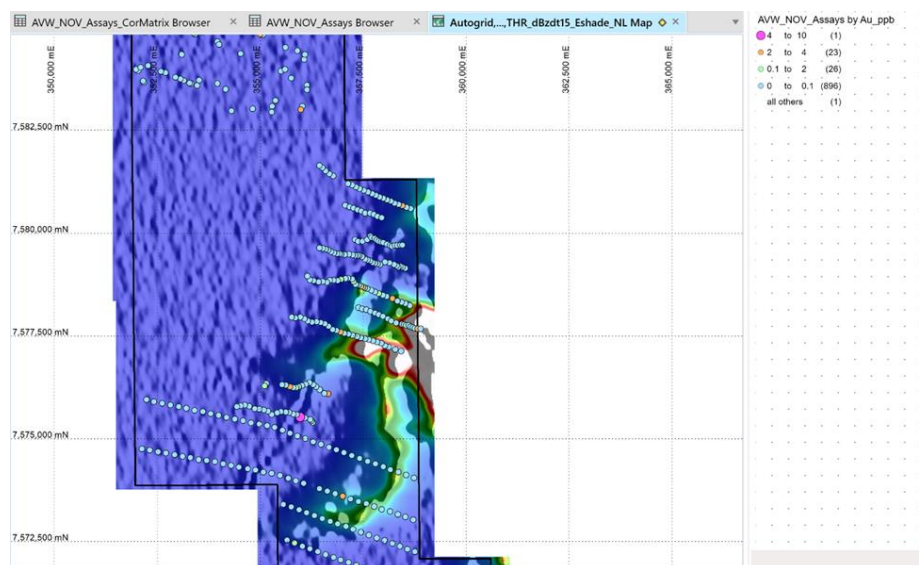 AVW_NOV_Assays_CorMatrix Browser
AVW_NOV_Assays Browser
Autogrid,...,THR_dBzdt15_Eshade_NL Map
AVW_NOV_Assays by Au_ppb
4 to 10 (1)
2 to 4 (23)
0.1 to 2 (26)
0 to 0.1 (896)
all others (1)
350,000 mE
355,000 mE
360,000 mE
362,500 mE
365,000 mE
7,582,500 mN
7,580,000 mN
7,577,500 mN
7,575,000 mN
7,572,500 mN